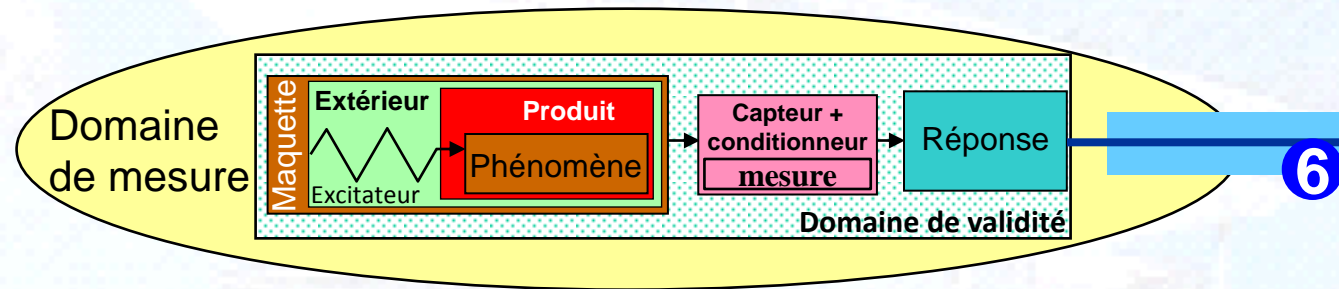 Domaine
de mesure
Maquette
Extérieur
Excitateur
Produit
Phénomène
Capteur +
conditionneur
mesure
Réponse
Domaine de validité
6